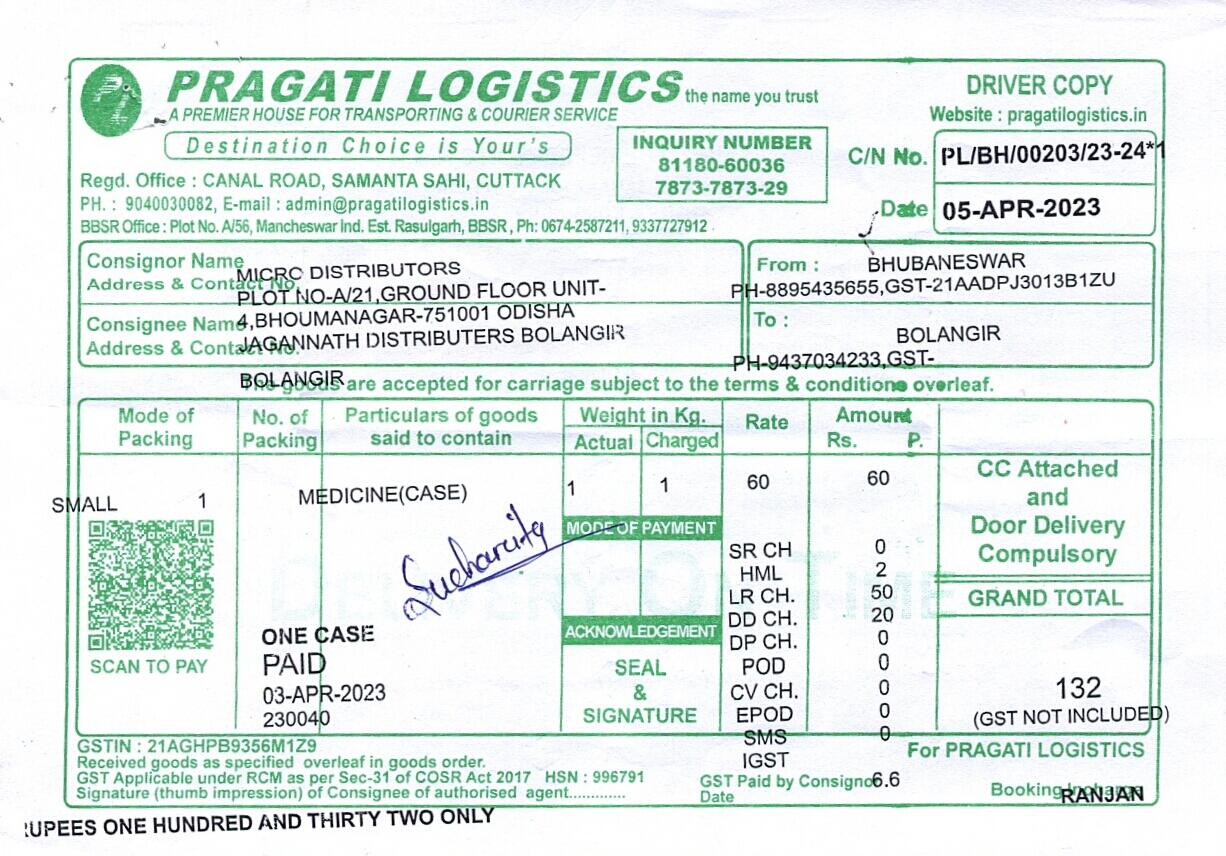 PRAGATI LOGISTICS the name you trust
A PREMIER HOUSE FOR TRANSPORTING & COURIER SERVICE
Destination Choice is Your's
Regd. Office : CANAL ROAD, SAMANTA SAHI, CUTTACK
PH. : 9040030082, E-mail : admin@pragatilogistics.in
BBSR Office : Plot No. A/56, Mancheswar Ind. Est. Rasulgarh, BBSR , Ph: 0674-2587211, 9337727912
INQUIRY NUMBER
81180-60036
7873-7873-29
DRIVER COPY
Website : pragatilogistics.in
C/N No. PL/BH/00203/23-24*1
Date 05-APR-2023
Consignor Name
Address & Contact No.
MICRO DISTRIBUTORS
PLOT NO-A/21,GROUND FLOOR UNIT-
4,BHOUMANAGAR-751001 ODISHA
Consignee Name
Address & Contact No.
JAGANNATH DISTRIBUTERS BOLANGIR
BOLANGIR
From : BHUBANESWAR
PH-8895435655,GST-21AADPJ3013B1ZU
To : BOLANGIR
PH-9437034233,GST-
The goods are accepted for carriage subject to the terms & conditions overleaf.
Mode of Packing
No. of Packing
Particulars of goods said to contain
Weight in Kg.
Actual Charged
Rate
Amount
Rs. P.
SMALL 1 MEDICINE(CASE) 1 1 60 60
CC Attached
and
Door Delivery
Compulsory
MODE OF PAYMENT
SR CH 0
HML 2
LR CH. 50
DD CH. 20
DP CH. 0
POD 0
CV CH. 0
EPOD 0
SMS 0
IGST 6.6
GRAND TOTAL
132
(GST NOT INCLUDED)
DELIVERY ON TIME
SCAN TO PAY
ONE CASE
PAID
03-APR-2023
230040
ACKNOWLEDGEMENT
SEAL
&
SIGNATURE
GSTIN : 21AGHPB9356M1Z9
Received goods as specified overleaf in goods order.
GST Applicable under RCM as per Sec-31 of COSR Act 2017 HSN : 996791
Signature (thumb impression) of Consignee of authorised agent.............
GST Paid by Consignor
Date
For PRAGATI LOGISTICS
Booking Incharge
RANJAN
RUPEES ONE HUNDRED AND THIRTY TWO ONLY